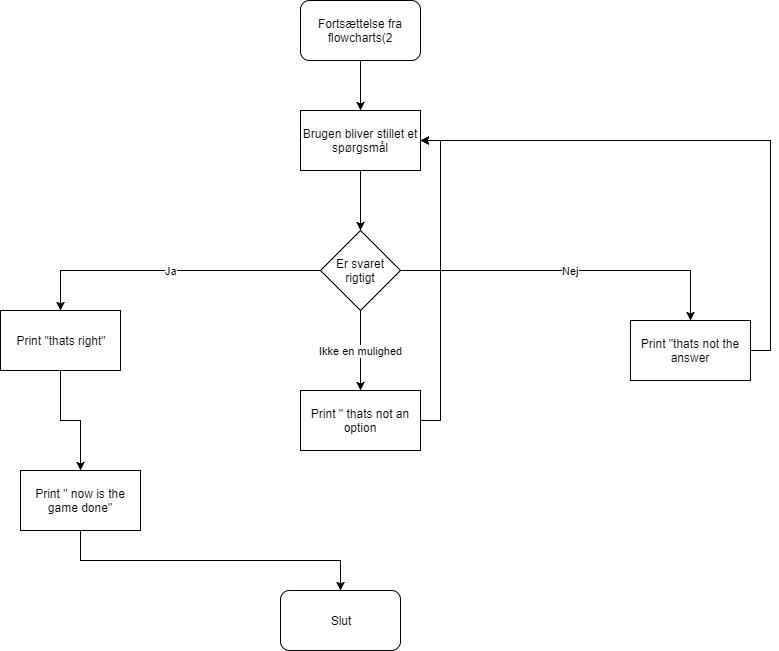 Fortsættelse fra
flowcharts(2
Brugen bliver stillet et
spørgsmål
Er svaret
rigtigt
Ja
Nej
Print "thats right"
Ikke en mulighed
Print "thats not the
answer
Print " thats not an
option
Print " now is the
game done"
Slut